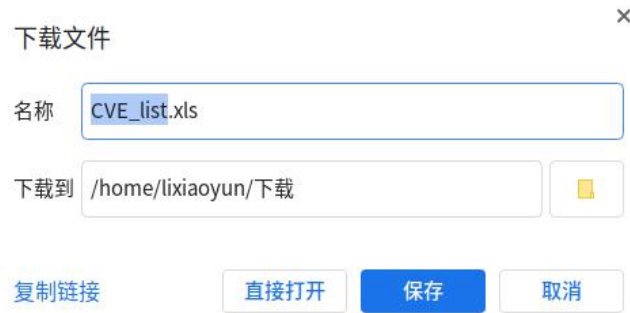 下载文件
名称 CVE_list.xls
下载到 /home/lixiaoyun/下载
复制链接 直接打开 保存 取消